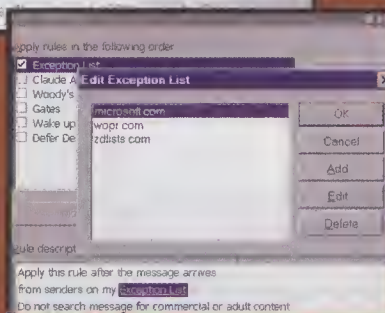 Apply rules in the following order
Exception List
Claude A
Woody's
Gates
Wake up
Defer De
Edit Exception List
microsoft.com
wopr.com
zdlists.com
OK
Cancel
Add
Edit
Delete
Rule descript
Apply this rule after the message arrives
from senders on my Exception List
Do not search message for commercial or adult content